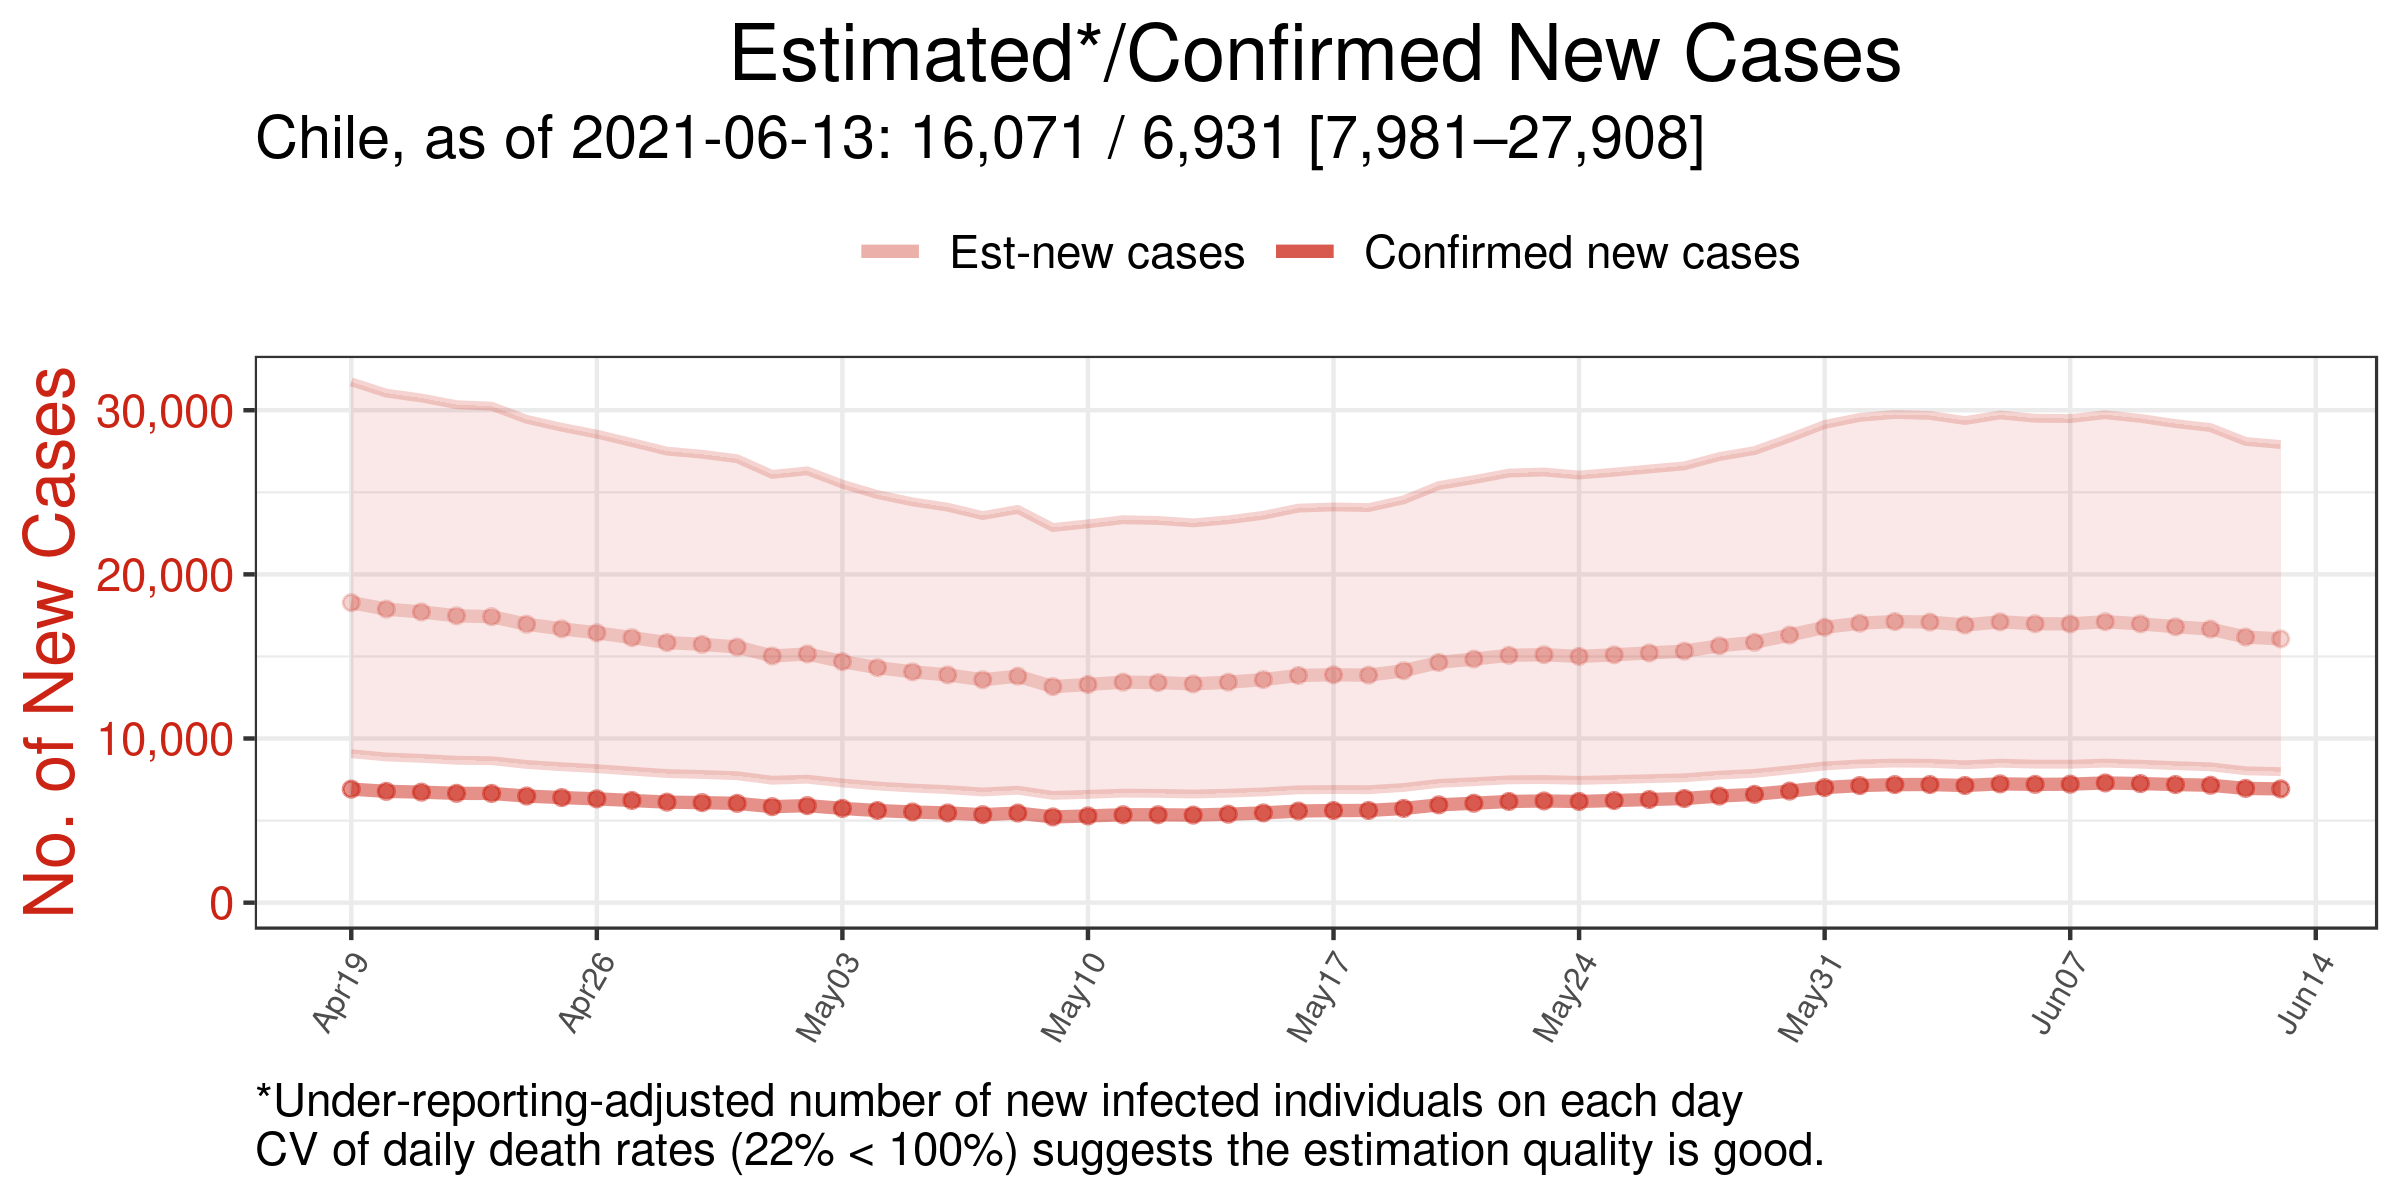 Estimated*/Confirmed New Cases
Chile, as of 2021-06-13: 16,071 / 6,931 [7,981–27,908]
Est-new cases
Confirmed new cases
No. of New Cases
30,000
20,000
10,000
0
Apr19
Apr26
May03
May10
May17
May24
May31
Jun07
Jun14
*Under-reporting-adjusted number of new infected individuals on each day
CV of daily death rates (22% < 100%) suggests the estimation quality is good.